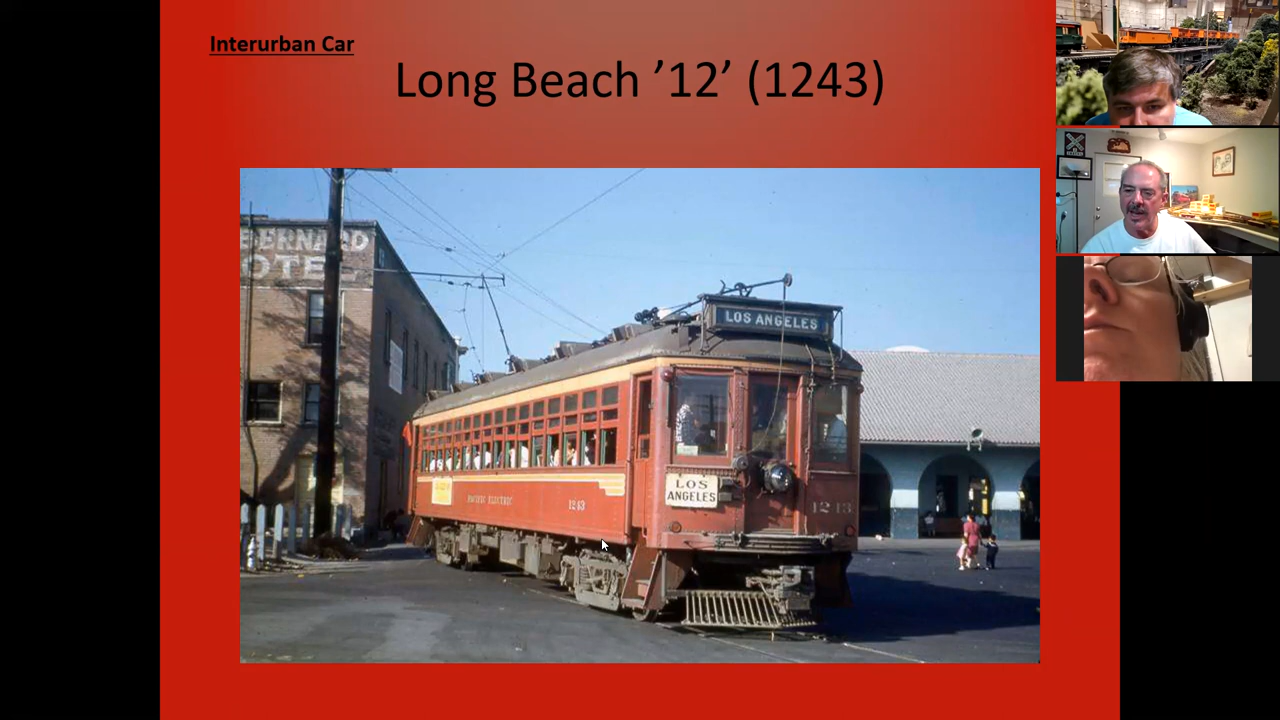 Interurban Car
Long Beach ’12’ (1243)
BERNARD
OTEL
LOS ANGELES
LOS
ANGELES
PACIFIC ELECTRIC
1243
1243